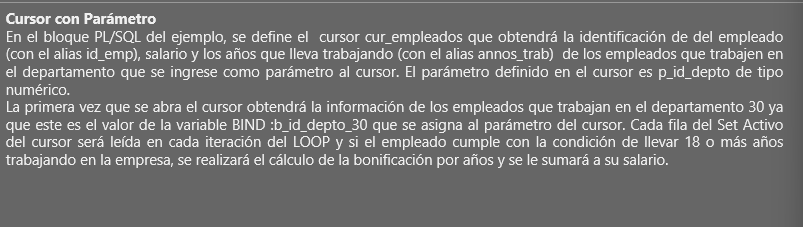 Cursor con Parámetro
En el bloque PL/SQL del ejemplo, se define el cursor cur_empleados que obtendrá la identificación de del empleado
(con el alias id_emp), salario y los años que lleva trabajando (con el alias annos_trab) de los empleados que trabajen en
el departamento que se ingrese como parámetro al cursor. El parámetro definido en el cursor es p_id_depto de tipo
numérico.
La primera vez que se abra el cursor obtendrá la información de los empleados que trabajan en el departamento 30 ya
que este es el valor de la variable BIND :b_id_depto_30 que se asigna al parámetro del cursor. Cada fila del Set Activo
del cursor será leída en cada iteración del LOOP y si el empleado cumple con la condición de llevar 18 o más años
trabajando en la empresa, se realizará el cálculo de la bonificación por años y se le sumará a su salario.